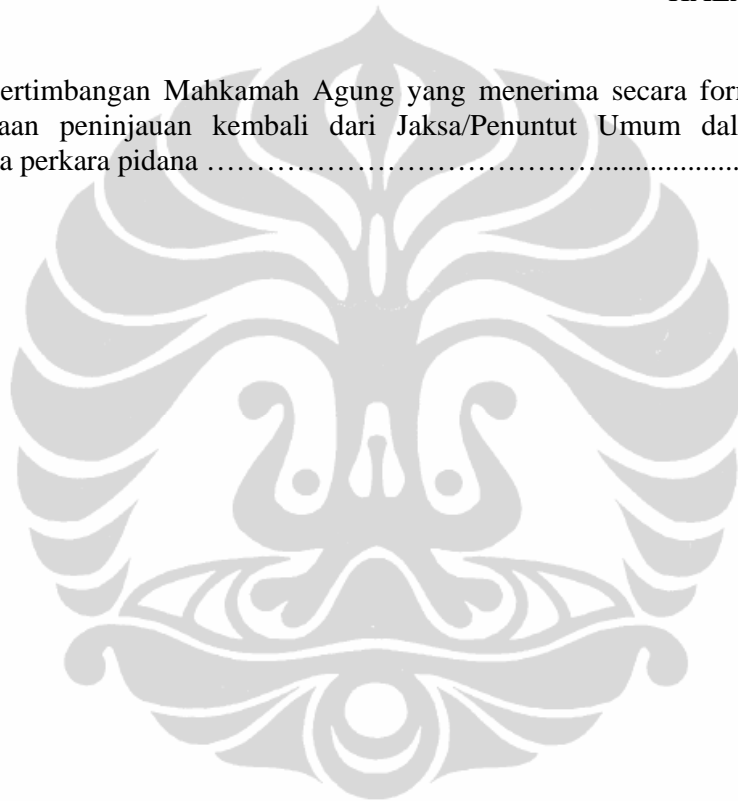 ertimbangan Mahkamah Agung yang menerima secara for
aan peninjauan kembali dari Jaksa/Penuntut Umum dal
a perkara pidana …………………………………....................